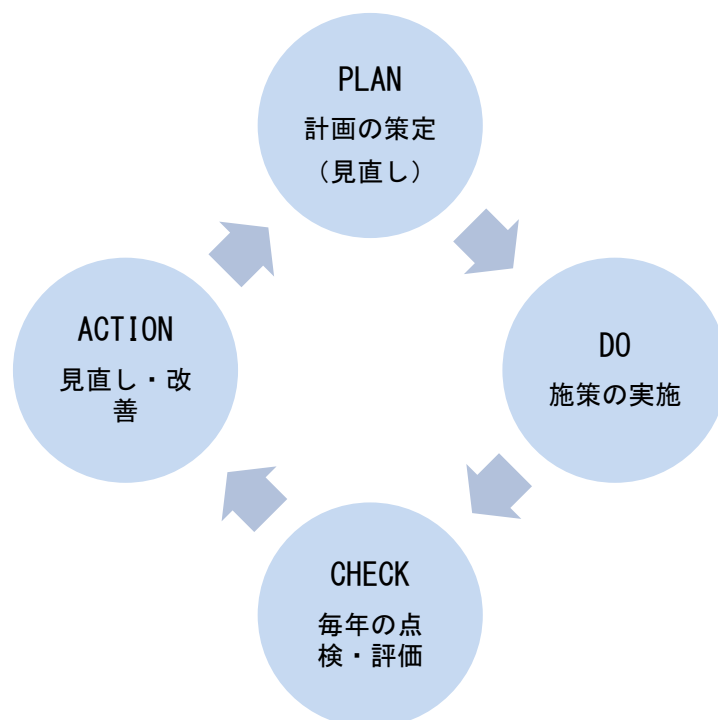 PLAN
計画の策定
（見直し）
DO
施策の実施
CHECK
毎年の点
検・評価
ACTION
見直し・改
善